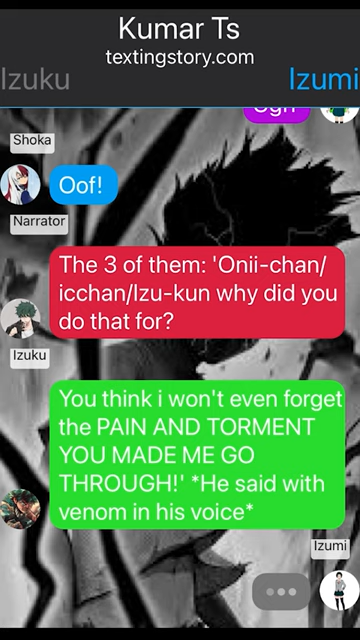 Kumar Ts
textingstory.com
Izuku
Izumi
Ugh
Shoka
Oof!
Narrator
The 3 of them: 'Onii-chan/
icchan/Izu-kun why did you
do that for?
Izuku
You think i won't even forget
the PAIN AND TORMENT
YOU MADE ME GO
THROUGH!' *He said with
venom in his voice*
Izumi